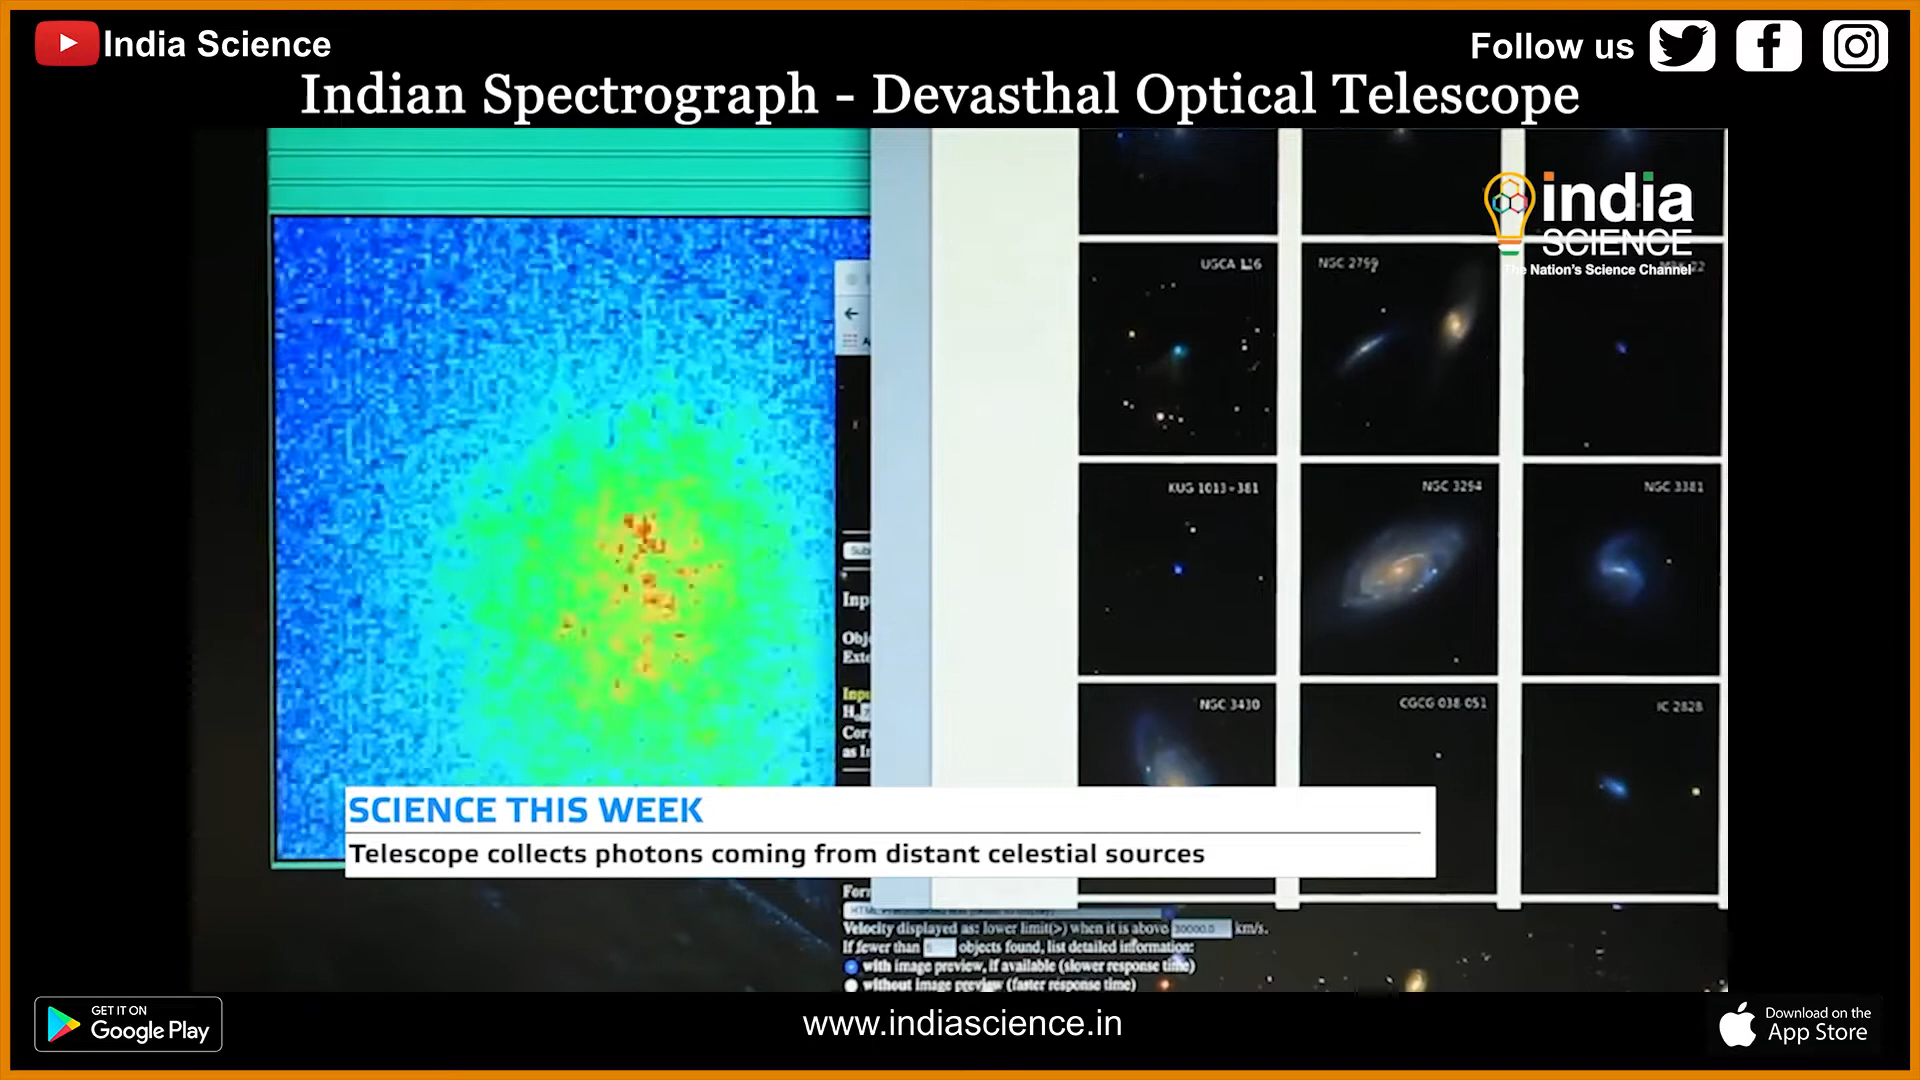 India Science
Follow us
Indian Spectrograph - Devasthal Optical Telescope
india
SCIENCE
The Nation's Science Channel
NGC 2799
KUG 1013+381
NGC 3294
NGC 3381
NGC 3430
CGCG 038-051
IC 2828
SCIENCE THIS WEEK
Telescope collects photons coming from distant celestial sources
Velocity displayed as: lower limit(>) when it is above 30000.0 km/s.
If fewer than objects found, list detailed information:
with image preview, if available (slower response time)
without image preview (faster response time)
GET IT ON
Google Play
www.indiascience.in
Download on the
App Store